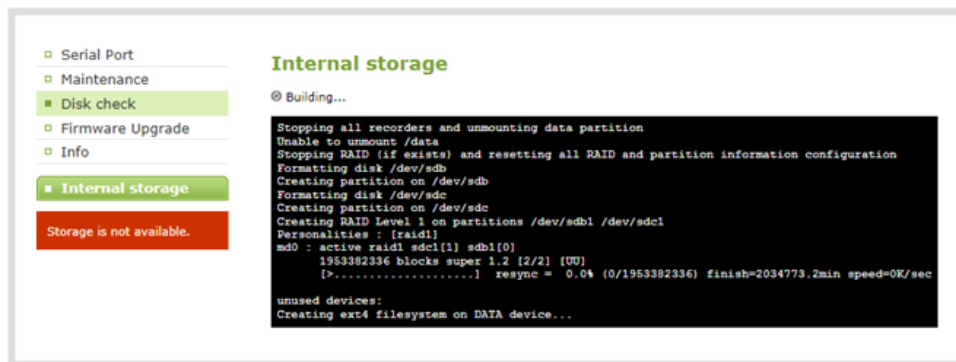 Serial Port
Maintenance
Disk check
Firmware Upgrade
Info
Internal storage
Storage is not available.
Internal storage
Building...
Stopping all recorders and unmounting data partition
Unable to unmount /data
Stopping RAID (if exists) and resetting all RAID and partition information configuration
Formatting disk /dev/sdb
Creating partition on /dev/sdb
Formatting disk /dev/sdc
Creating partition on /dev/sdc
Creating RAID Level 1 on partitions /dev/sdb1 /dev/sdc1
Personalities : [raid1]
md0 : active raid1 sdc1[1] sdb1[0]
1953382336 blocks super 1.2 [2/2] [UU]
[>....................] resync = 0.0% (0/1953382336) finish=2034773.2min speed=0K/sec
unused devices:
Creating ext4 filesystem on DATA device...